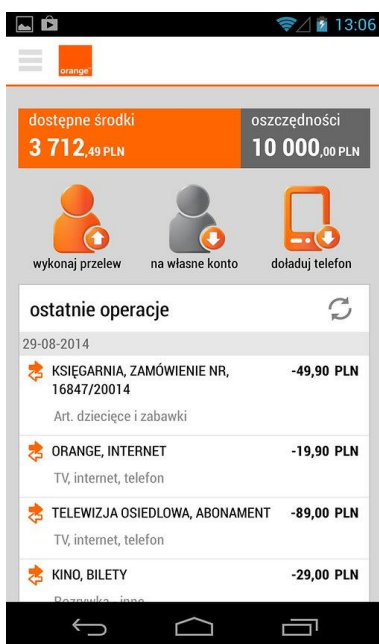 13:06
orange
dostępne środki
oszczędności
3 712,49 PLN
10 000,00 PLN
wykonaj przelew
na własne konto
doładuj telefon
ostatnie operacje
29-08-2014
KSIĘGARNIA, ZAMÓWIENIE NR, -49,90 PLN
16847/20014
Art. dziecięce i zabawki
ORANGE, INTERNET -19,90 PLN
TV, internet, telefon
TELEWIZJA OSIEDLOWA, ABONAMENT -89,00 PLN
TV, internet, telefon
KINO, BILETY -29,00 PLN
Rozrywka - inne